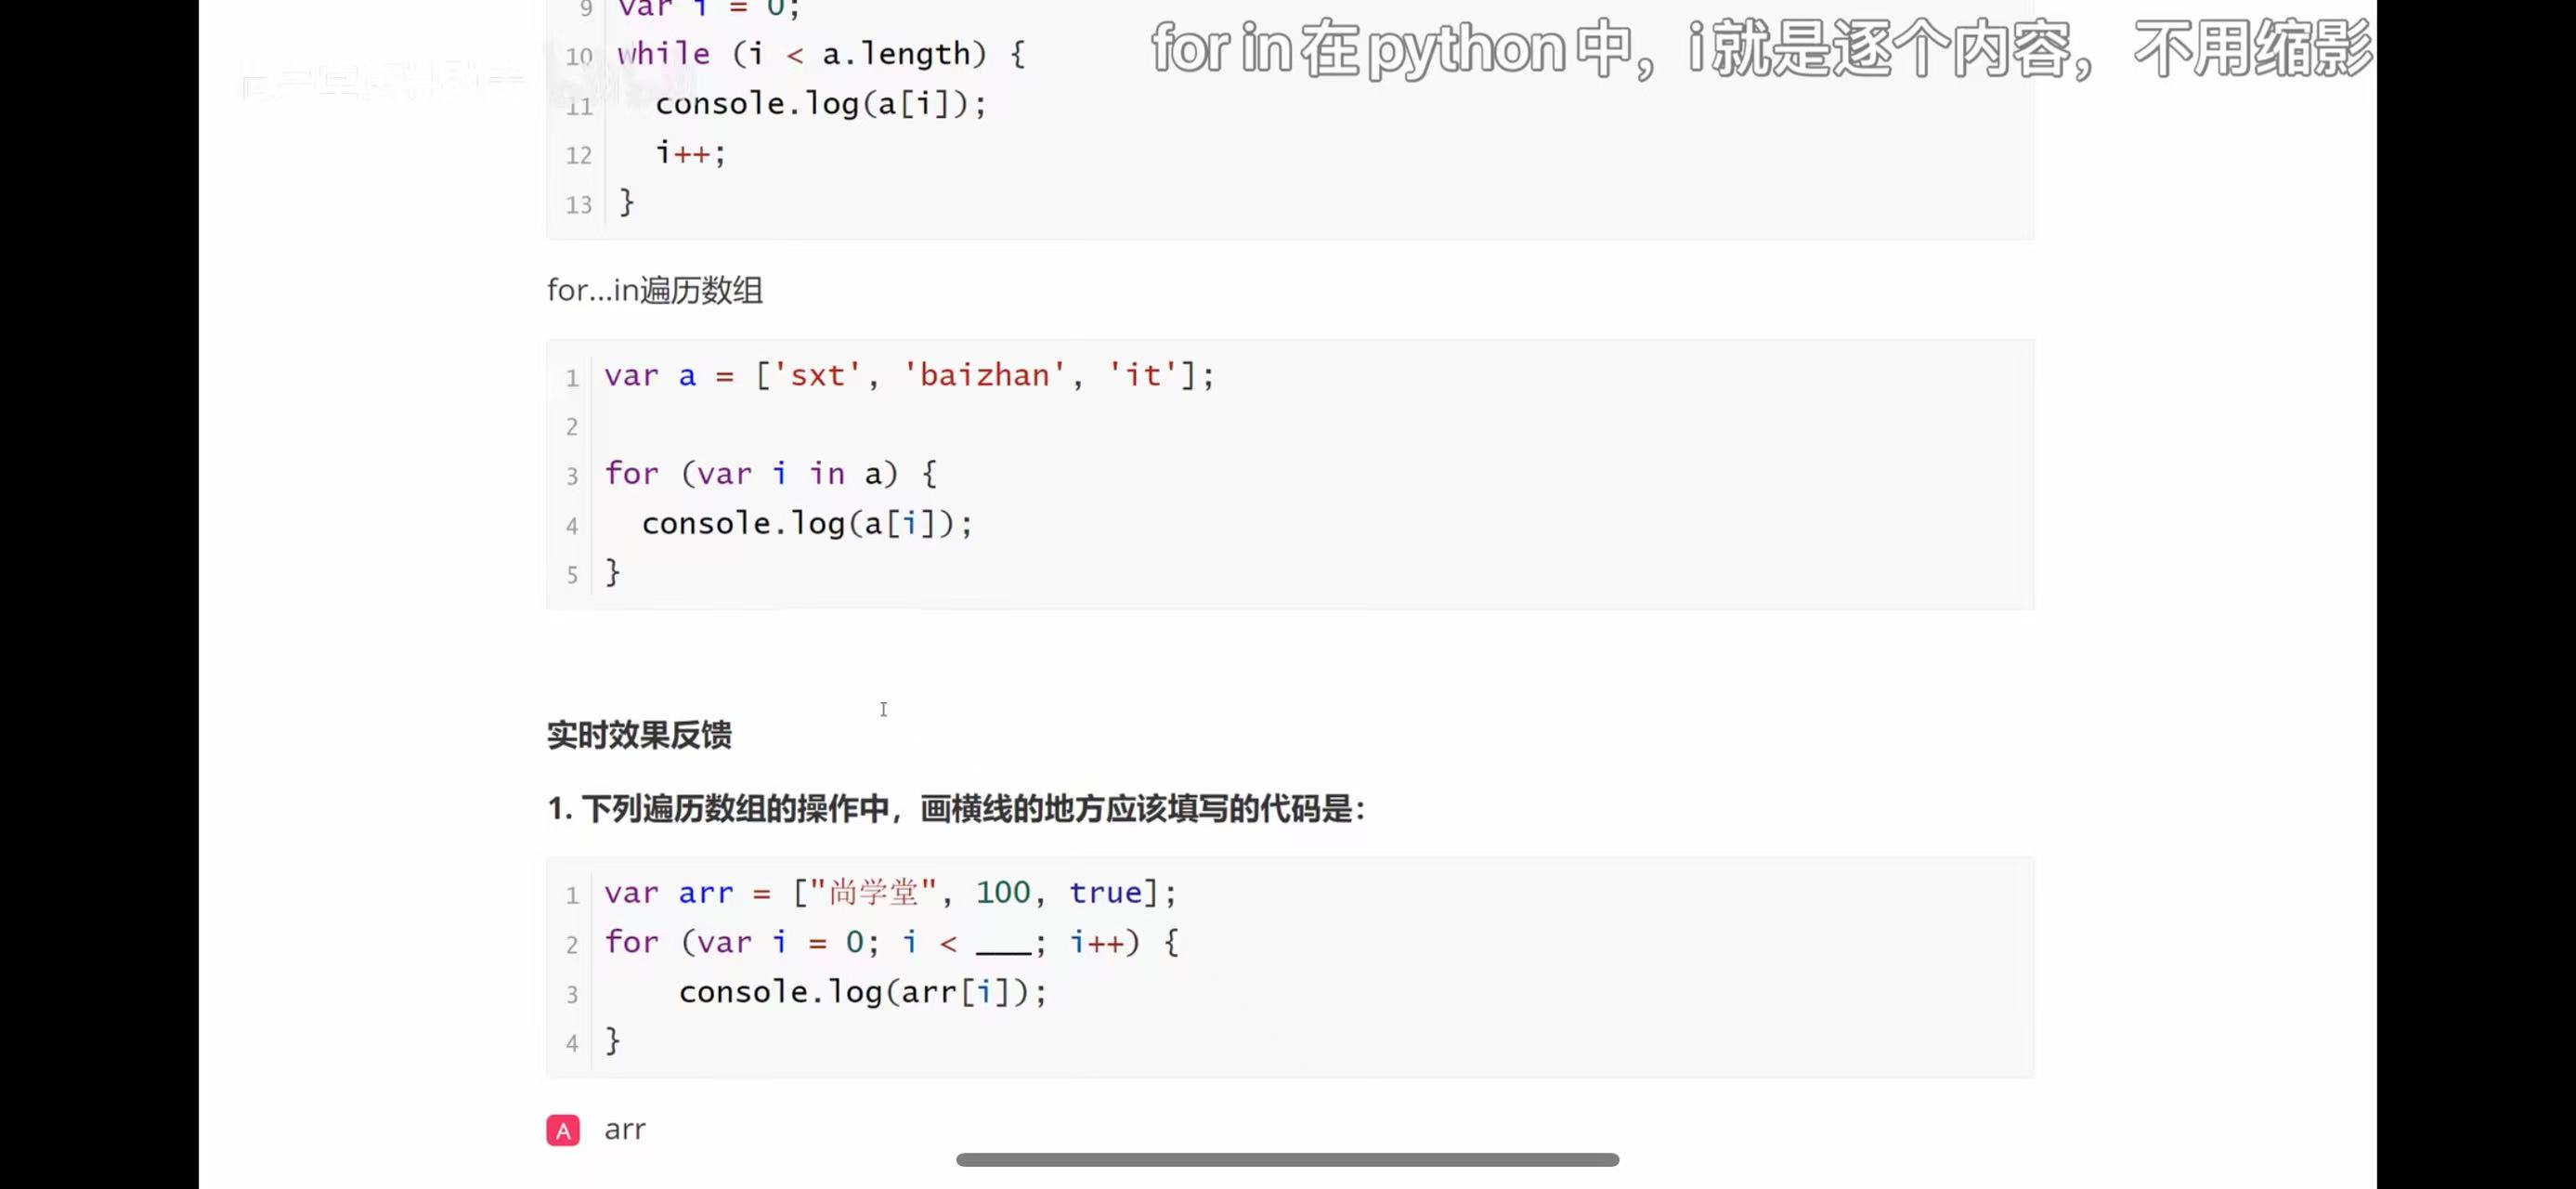 9 var i = 0;
10 while (i < a.length) {
for in在python中，i就是逐个内容，不用缩影
11 console.log(a[i]);
12 i++;
13 }
for...in遍历数组
1 var a = ['sxt', 'baizhan', 'it'];
2
3 for (var i in a) {
4 console.log(a[i]);
5 }
实时效果反馈
1. 下列遍历数组的操作中，画横线的地方应该填写的代码是：
1 var arr = ["尚学堂", 100, true];
2 for (var i = 0; i < ___; i++) {
3 console.log(arr[i]);
4 }
A arr